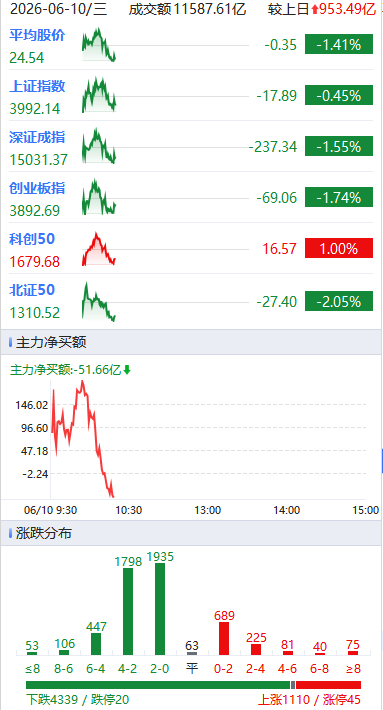 2026-06-10/三 成交额11587.61亿 较上日⬆953.49亿
平均股价 -0.35 -1.41%
24.54
上证指数 -17.89 -0.45%
3992.14
深证成指 -237.34 -1.55%
15031.37
创业板指 -69.06 -1.74%
3892.69
科创50 16.57 1.00%
1679.68
北证50 -27.40 -2.05%
1310.52
主力净买额
主力净买额:-51.66亿⬇
146.02
96.60
47.18
-2.24
06/10 9:30 10:30 13:00 14:00 15:00
涨跌分布
53 106 447 1798 1935 63 689 225 81 40 75
≤8 8-6 6-4 4-2 2-0 平 0-2 2-4 4-6 6-8 ≥8
下跌4339 / 跌停20 上涨1110 / 涨停45